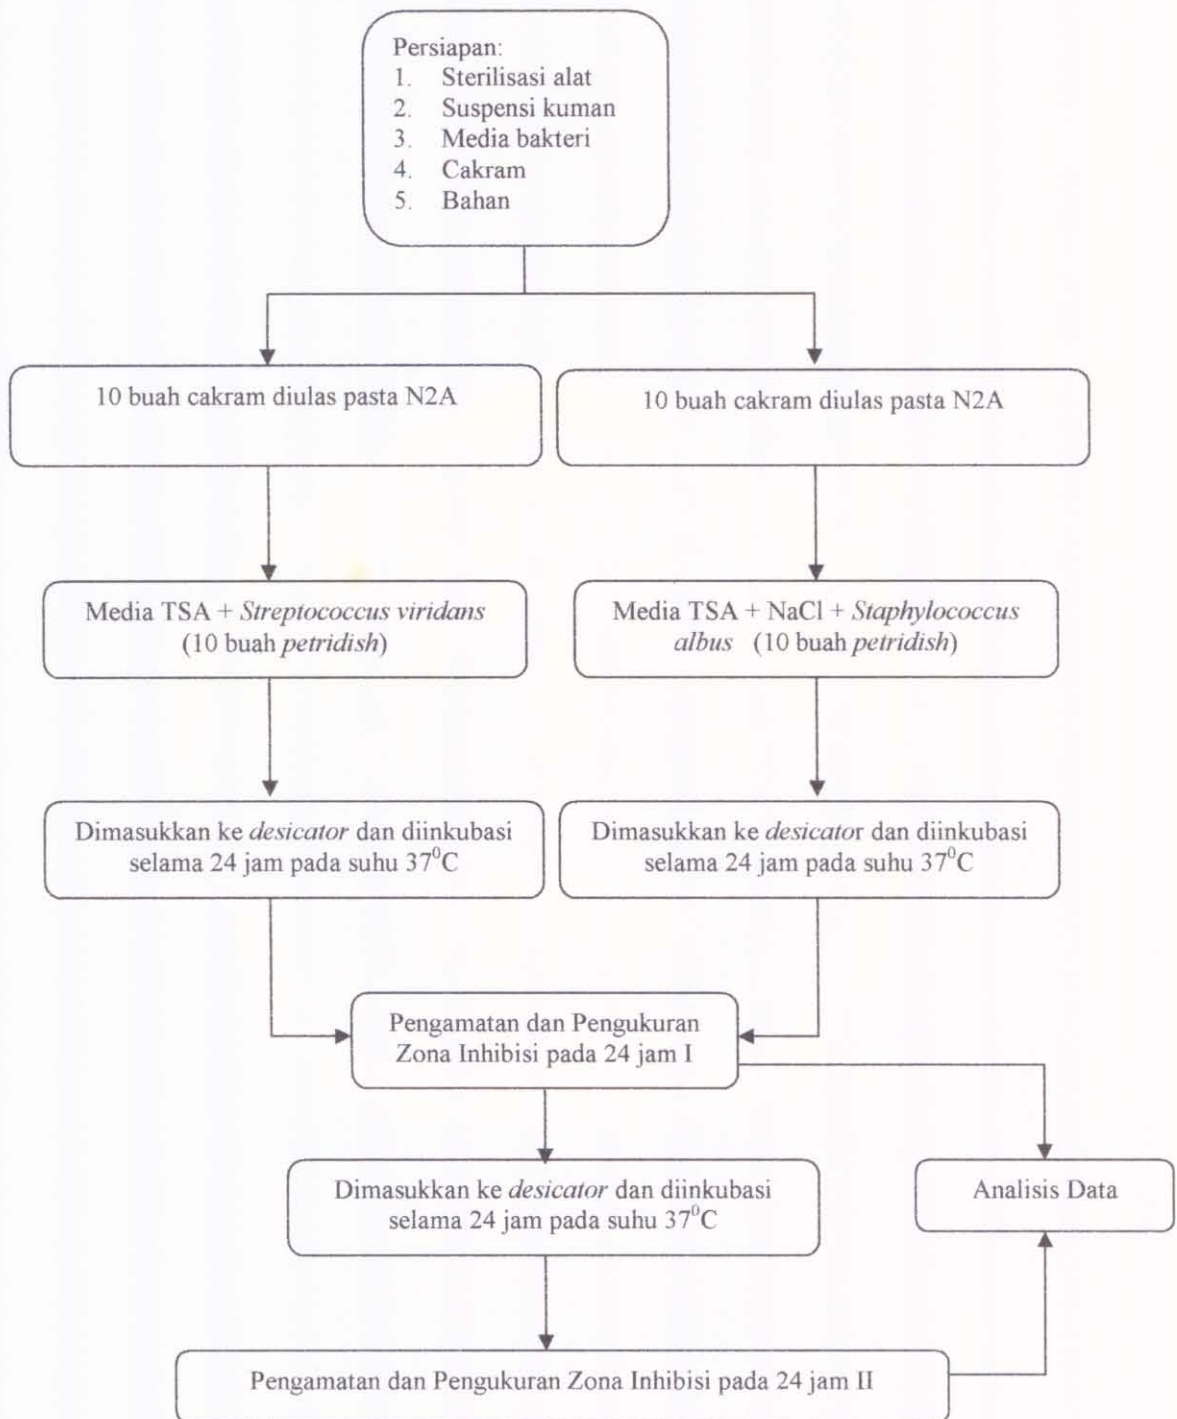 Persiapan:
1. Sterilisasi alat
2. Suspensi kuman
3. Media bakteri
4. Cakram
5. Bahan
10 buah cakram diulas pasta N2A
10 buah cakram diulas pasta N2A
Media TSA + Streptococcus viridans
(10 buah petridish)
Media TSA + NaCl + Staphylococcus
albus (10 buah petridish)
Dimasukkan ke desicator dan diinkubasi
selama 24 jam pada suhu 37⁰C
Dimasukkan ke desicator dan diinkubasi
selama 24 jam pada suhu 37⁰C
Pengamatan dan Pengukuran
Zona Inhibisi pada 24 jam I
Dimasukkan ke desicator dan diinkubasi
selama 24 jam pada suhu 37⁰C
Analisis Data
Pengamatan dan Pengukuran Zona Inhibisi pada 24 jam II